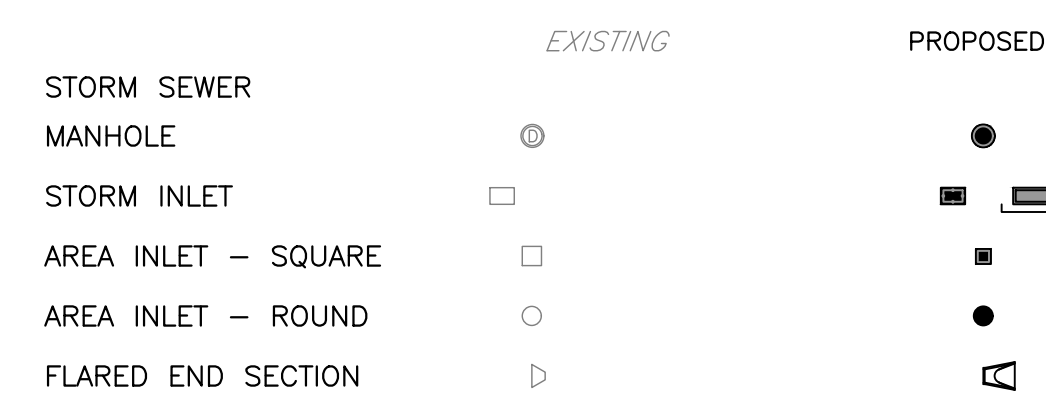 EXISTING PROPOSED
STORM SEWER
MANHOLE D
STORM INLET
AREA INLET – SQUARE
AREA INLET – ROUND
FLARED END SECTION